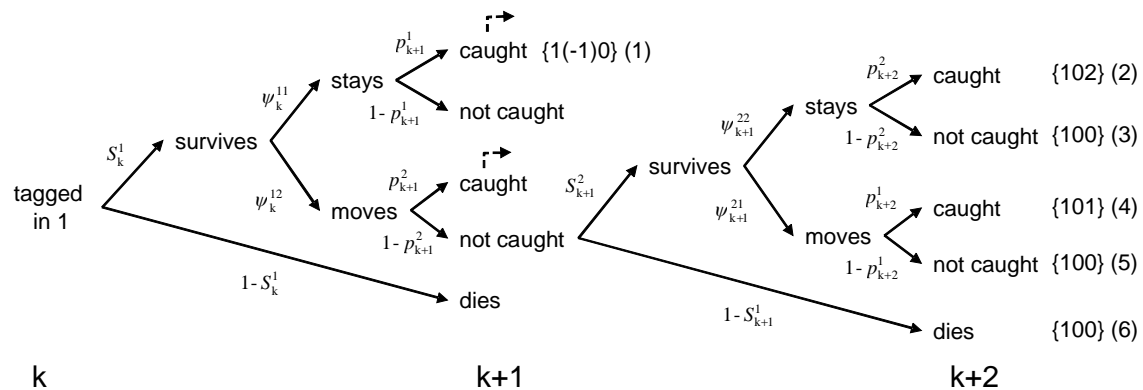 p¹ₖ₊₁
caught {1(-1)0} (1)
stays
ψ¹¹ₖ
1- p¹ₖ₊₁
not caught
S¹ₖ
survives
tagged
in 1
ψ¹²ₖ
p²ₖ₊₁
caught
moves
1- p²ₖ₊₁
not caught
1- S¹ₖ
dies
p²ₖ₊₂
caught {102} (2)
stays
ψ²²ₖ₊₁
1- p²ₖ₊₂
not caught {100} (3)
S²ₖ₊₁
survives
ψ²¹ₖ₊₁
p¹ₖ₊₂
caught {101} (4)
moves
1- p¹ₖ₊₂
not caught {100} (5)
1- S¹ₖ₊₁
dies {100} (6)
k
k+1
k+2